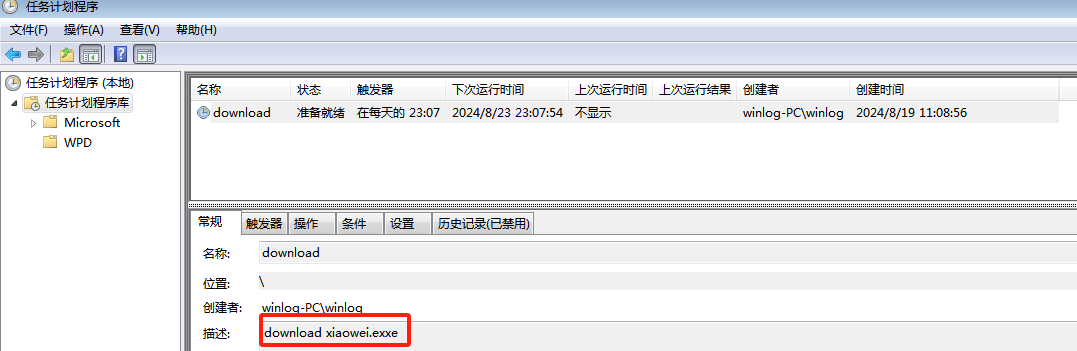 任务计划程序
文件(F) 操作(A) 查看(V) 帮助(H)
任务计划程序 (本地)
任务计划程序库
Microsoft
WPD
名称 状态 触发器 下次运行时间 上次运行时间 上次运行结果 创建者 创建时间
download 准备就绪 在每天的 23:07 2024/8/23 23:07:54 不显示 winlog-PC\winlog 2024/8/19 11:08:56
常规 触发器 操作 条件 设置 历史记录(已禁用)
名称: download
位置: \
创建者: winlog-PC\winlog
描述: download xiaowei.exxe